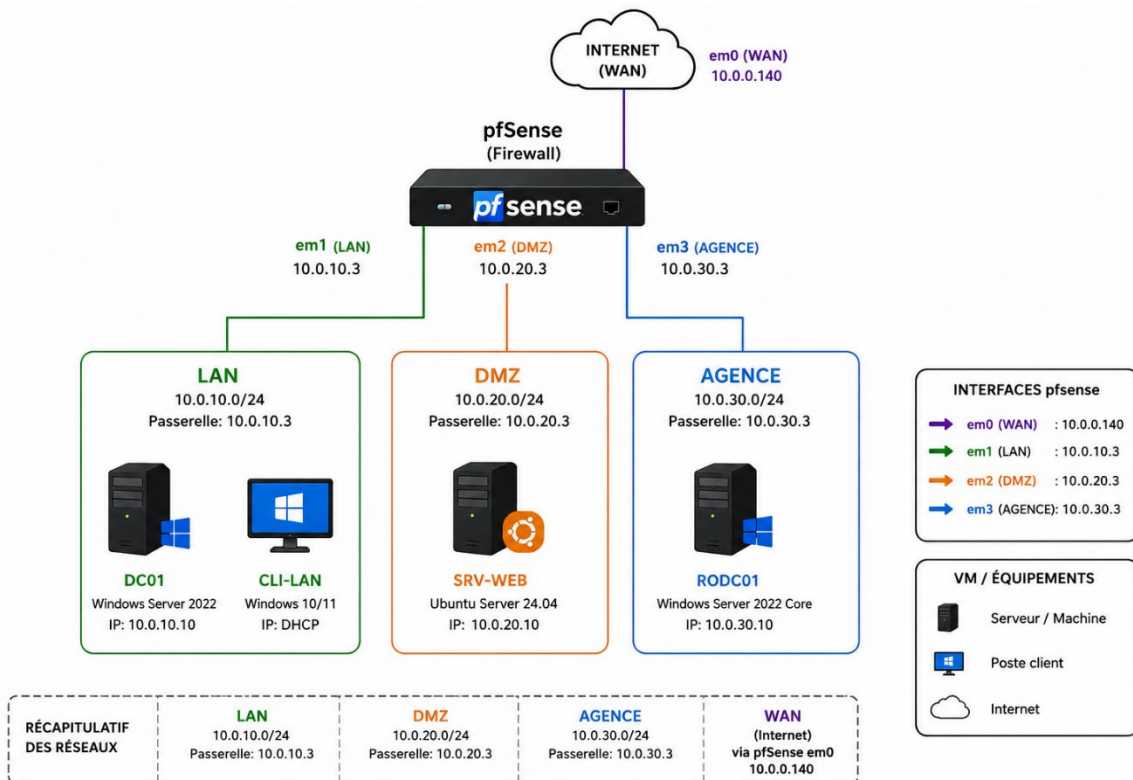 INTERNET
(WAN)
em0 (WAN)
10.0.0.140
pfSense
(Firewall)
pfsense
em1 (LAN)
10.0.10.3
em2 (DMZ)
10.0.20.3
em3 (AGENCE)
10.0.30.3
LAN
10.0.10.0/24
Passerelle: 10.0.10.3
DC01
Windows Server 2022
IP: 10.0.10.10
CLI-LAN
Windows 10/11
IP: DHCP
DMZ
10.0.20.0/24
Passerelle: 10.0.20.3
SRV-WEB
Ubuntu Server 24.04
IP: 10.0.20.10
AGENCE
10.0.30.0/24
Passerelle: 10.0.30.3
RODC01
Windows Server 2022 Core
IP: 10.0.30.10
INTERFACES pfsense
em0 (WAN) : 10.0.0.140
em1 (LAN) : 10.0.10.3
em2 (DMZ) : 10.0.20.3
em3 (AGENCE): 10.0.30.3
VM / ÉQUIPEMENTS
Serveur / Machine
Poste client
Internet
RÉCAPITULATIF
DES RÉSEAUX
LAN
10.0.10.0/24
Passerelle: 10.0.10.3
DMZ
10.0.20.0/24
Passerelle: 10.0.20.3
AGENCE
10.0.30.0/24
Passerelle: 10.0.30.3
WAN
(Internet)
via pfSense em0
10.0.0.140